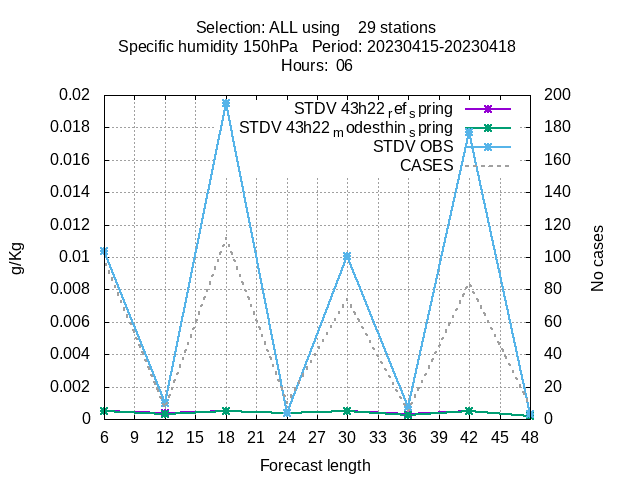 Selection: ALL using 29 stations
Specific humidity 150hPa Period: 20230415-20230418
Hours: 06
STDV 43h22ᵣefₛpring
STDV 43h22ₘodesthinₛpring
STDV OBS
CASES
0.02
0.018
0.016
0.014
0.012
0.01
0.008
0.006
0.004
0.002
0
200
180
160
140
120
100
80
60
40
20
0
g/Kg
No cases
6 9 12 15 18 21 24 27 30 33 36 39 42 45 48
Forecast length